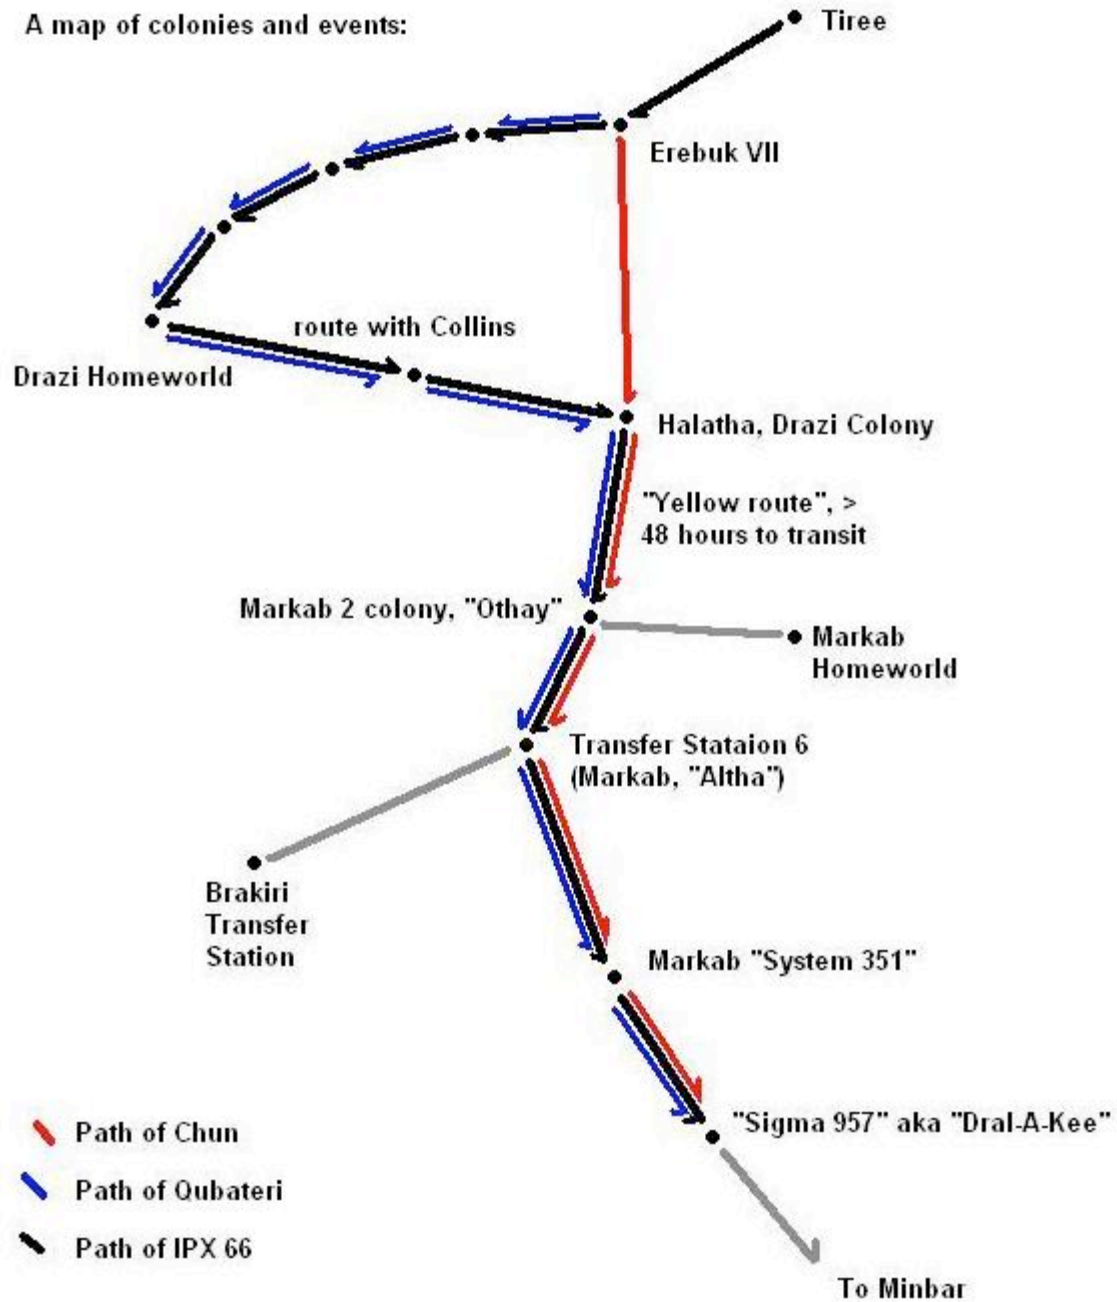 A map of colonies and events:
Tiree
Erebuk VII
route with Collins
Drazi Homeworld
Halatha, Drazi Colony
"Yellow route", >
48 hours to transit
Markab 2 colony, "Othay"
Markab
Homeworld
Transfer Stataion 6
(Markab, "Altha")
Brakiri
Transfer
Station
Markab "System 351"
"Sigma 957" aka "Dral-A-Kee"
Path of Chun
Path of Qubateri
Path of IPX 66
To Minbar